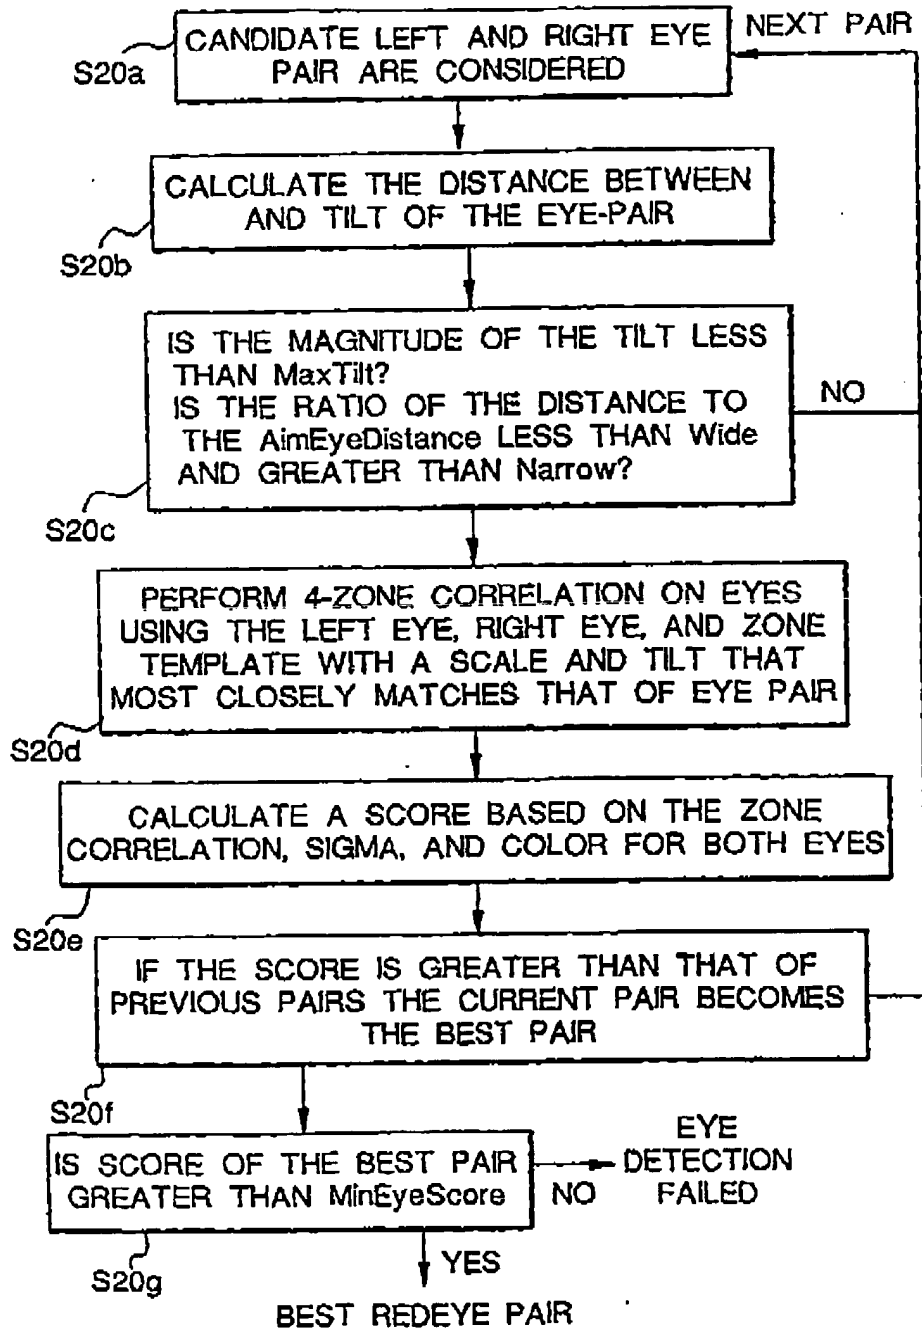 CANDIDATE LEFT AND RIGHT EYE
PAIR ARE CONSIDERED
NEXT PAIR
S20a
CALCULATE THE DISTANCE BETWEEN
AND TILT OF THE EYE-PAIR
S20b
IS THE MAGNITUDE OF THE TILT LESS
THAN MaxTilt?
IS THE RATIO OF THE DISTANCE TO
THE AimEyeDistance LESS THAN Wide
AND GREATER THAN Narrow?
NO
S20c
PERFORM 4-ZONE CORRELATION ON EYES
USING THE LEFT EYE, RIGHT EYE, AND ZONE
TEMPLATE WITH A SCALE AND TILT THAT
MOST CLOSELY MATCHES THAT OF EYE PAIR
S20d
CALCULATE A SCORE BASED ON THE ZONE
CORRELATION, SIGMA, AND COLOR FOR BOTH EYES
S20e
IF THE SCORE IS GREATER THAN THAT OF
PREVIOUS PAIRS THE CURRENT PAIR BECOMES
THE BEST PAIR
S20f
IS SCORE OF THE BEST PAIR
GREATER THAN MinEyeScore
NO
EYE
DETECTION
FAILED
S20g
YES
BEST REDEYE PAIR